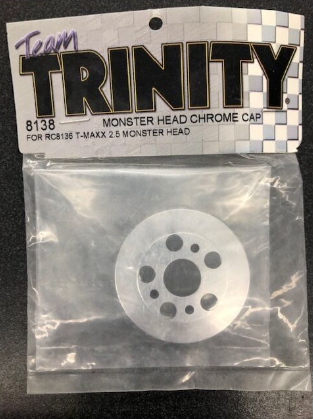 Team
TRINITY
8138 MONSTER HEAD CHROME CAP
FOR RC8136 T-MAXX 2.5 MONSTER HEAD